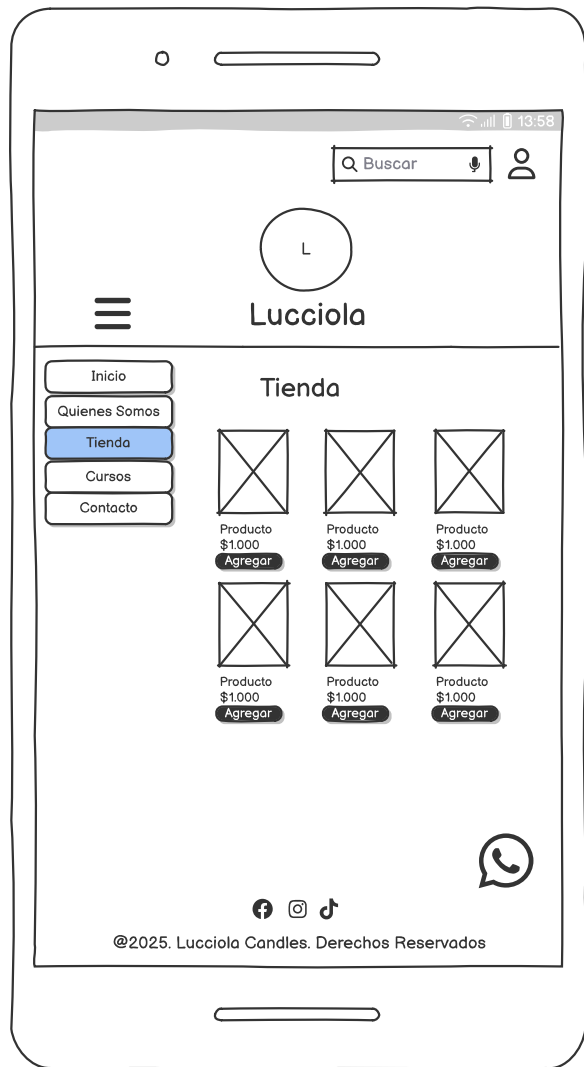 13:58
Buscar
L
Lucciola
Inicio
Quienes Somos
Tienda
Cursos
Contacto
Tienda
Producto Producto Producto
$1.000 $1.000 $1.000
Agregar Agregar Agregar
Producto Producto Producto
$1.000 $1.000 $1.000
Agregar Agregar Agregar
@2025. Lucciola Candles. Derechos Reservados